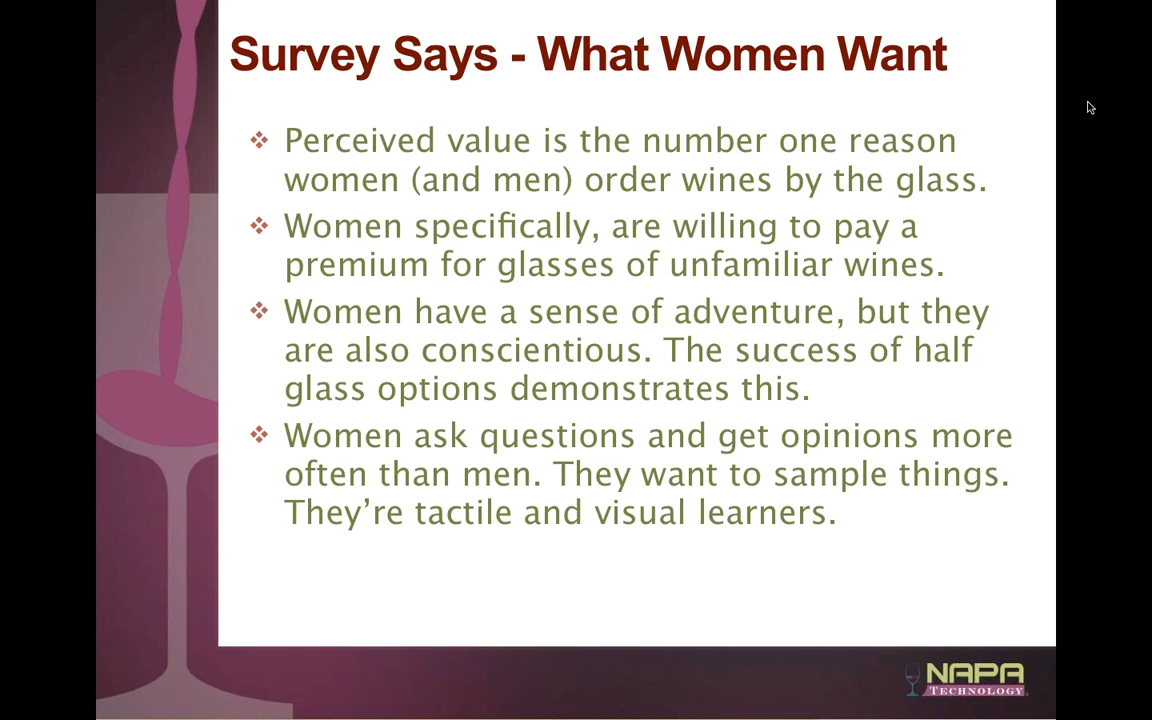 Survey Says - What Women Want
Perceived value is the number one reason
women (and men) order wines by the glass.
Women specifically, are willing to pay a
premium for glasses of unfamiliar wines.
Women have a sense of adventure, but they
are also conscientious. The success of half
glass options demonstrates this.
Women ask questions and get opinions more
often than men. They want to sample things.
They’re tactile and visual learners.
NAPA
TECHNOLOGY